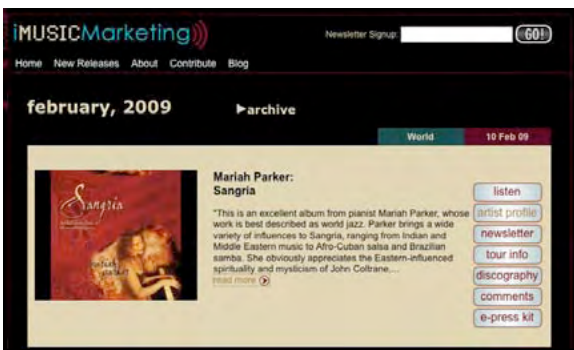 iMUSICMarketing
Newsletter Signup:
GO!
Home New Releases About Contribute Blog
february, 2009
archive
World
10 Feb 09
Sangria
mariah
parker
Mariah Parker:
Sangria
"This is an excellent album from pianist Mariah Parker, whose
work is best described as world jazz. Parker brings a wide
variety of influences to Sangria, ranging from Indian and
Middle Eastern music to Afro-Cuban salsa and Brazilian
samba. She obviously appreciates the Eastern-influenced
spirituality and mysticism of John Coltrane,...
read more
listen
artist profile
newsletter
tour info
discography
comments
e-press kit